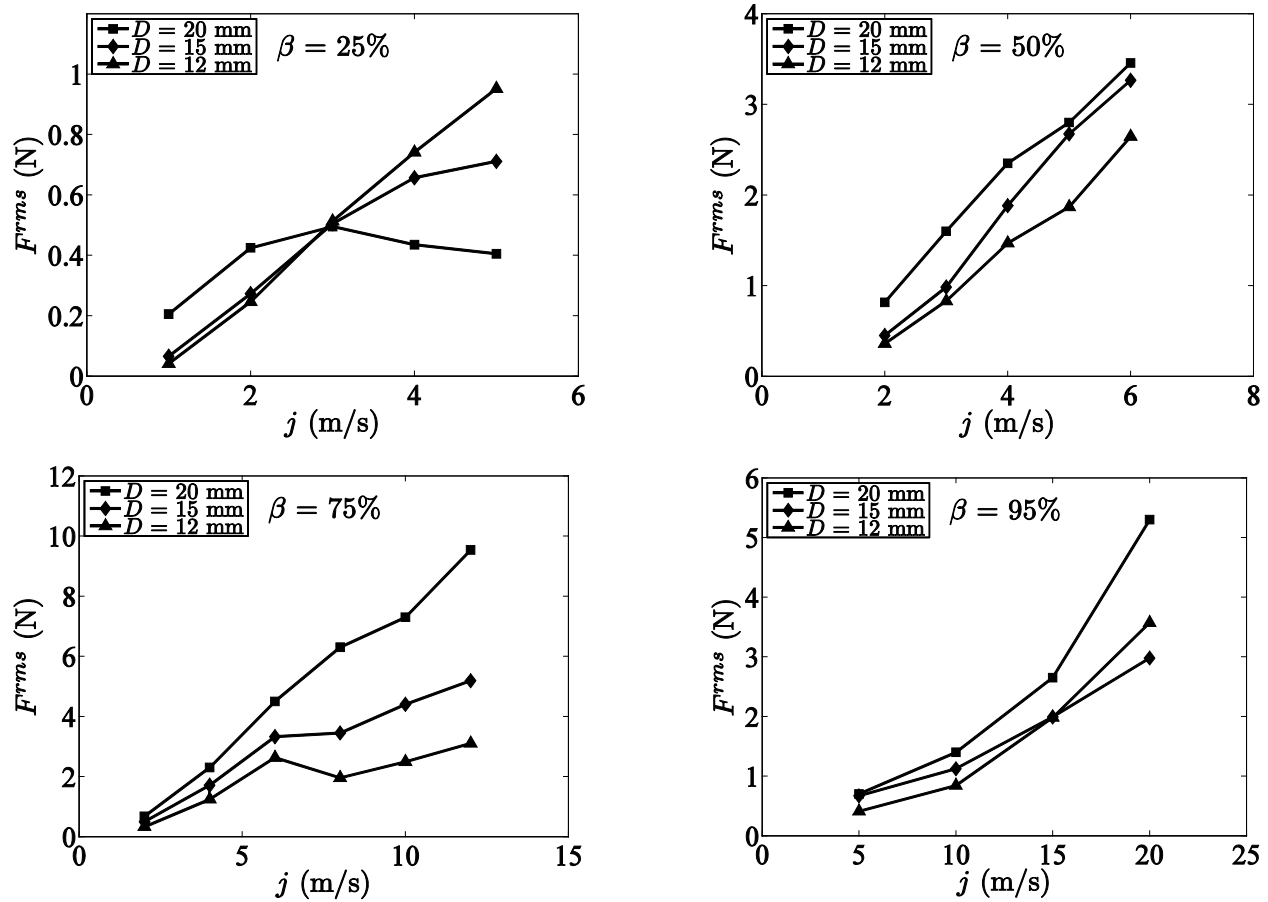 D = 20 mm
D = 15 mm
D = 12 mm
β = 25%
1
0.8
0.6
0.4
0.2
0
F^rms (N)
0 2 4 6
j (m/s)
D = 20 mm
D = 15 mm
D = 12 mm
β = 50%
4
3
2
1
0
F^rms (N)
0 2 4 6 8
j (m/s)
D = 20 mm
D = 15 mm
D = 12 mm
β = 75%
12
10
8
6
4
2
0
F^rms (N)
0 5 10 15
j (m/s)
D = 20 mm
D = 15 mm
D = 12 mm
β = 95%
6
5
4
3
2
1
0
F^rms (N)
0 5 10 15 20 25
j (m/s)